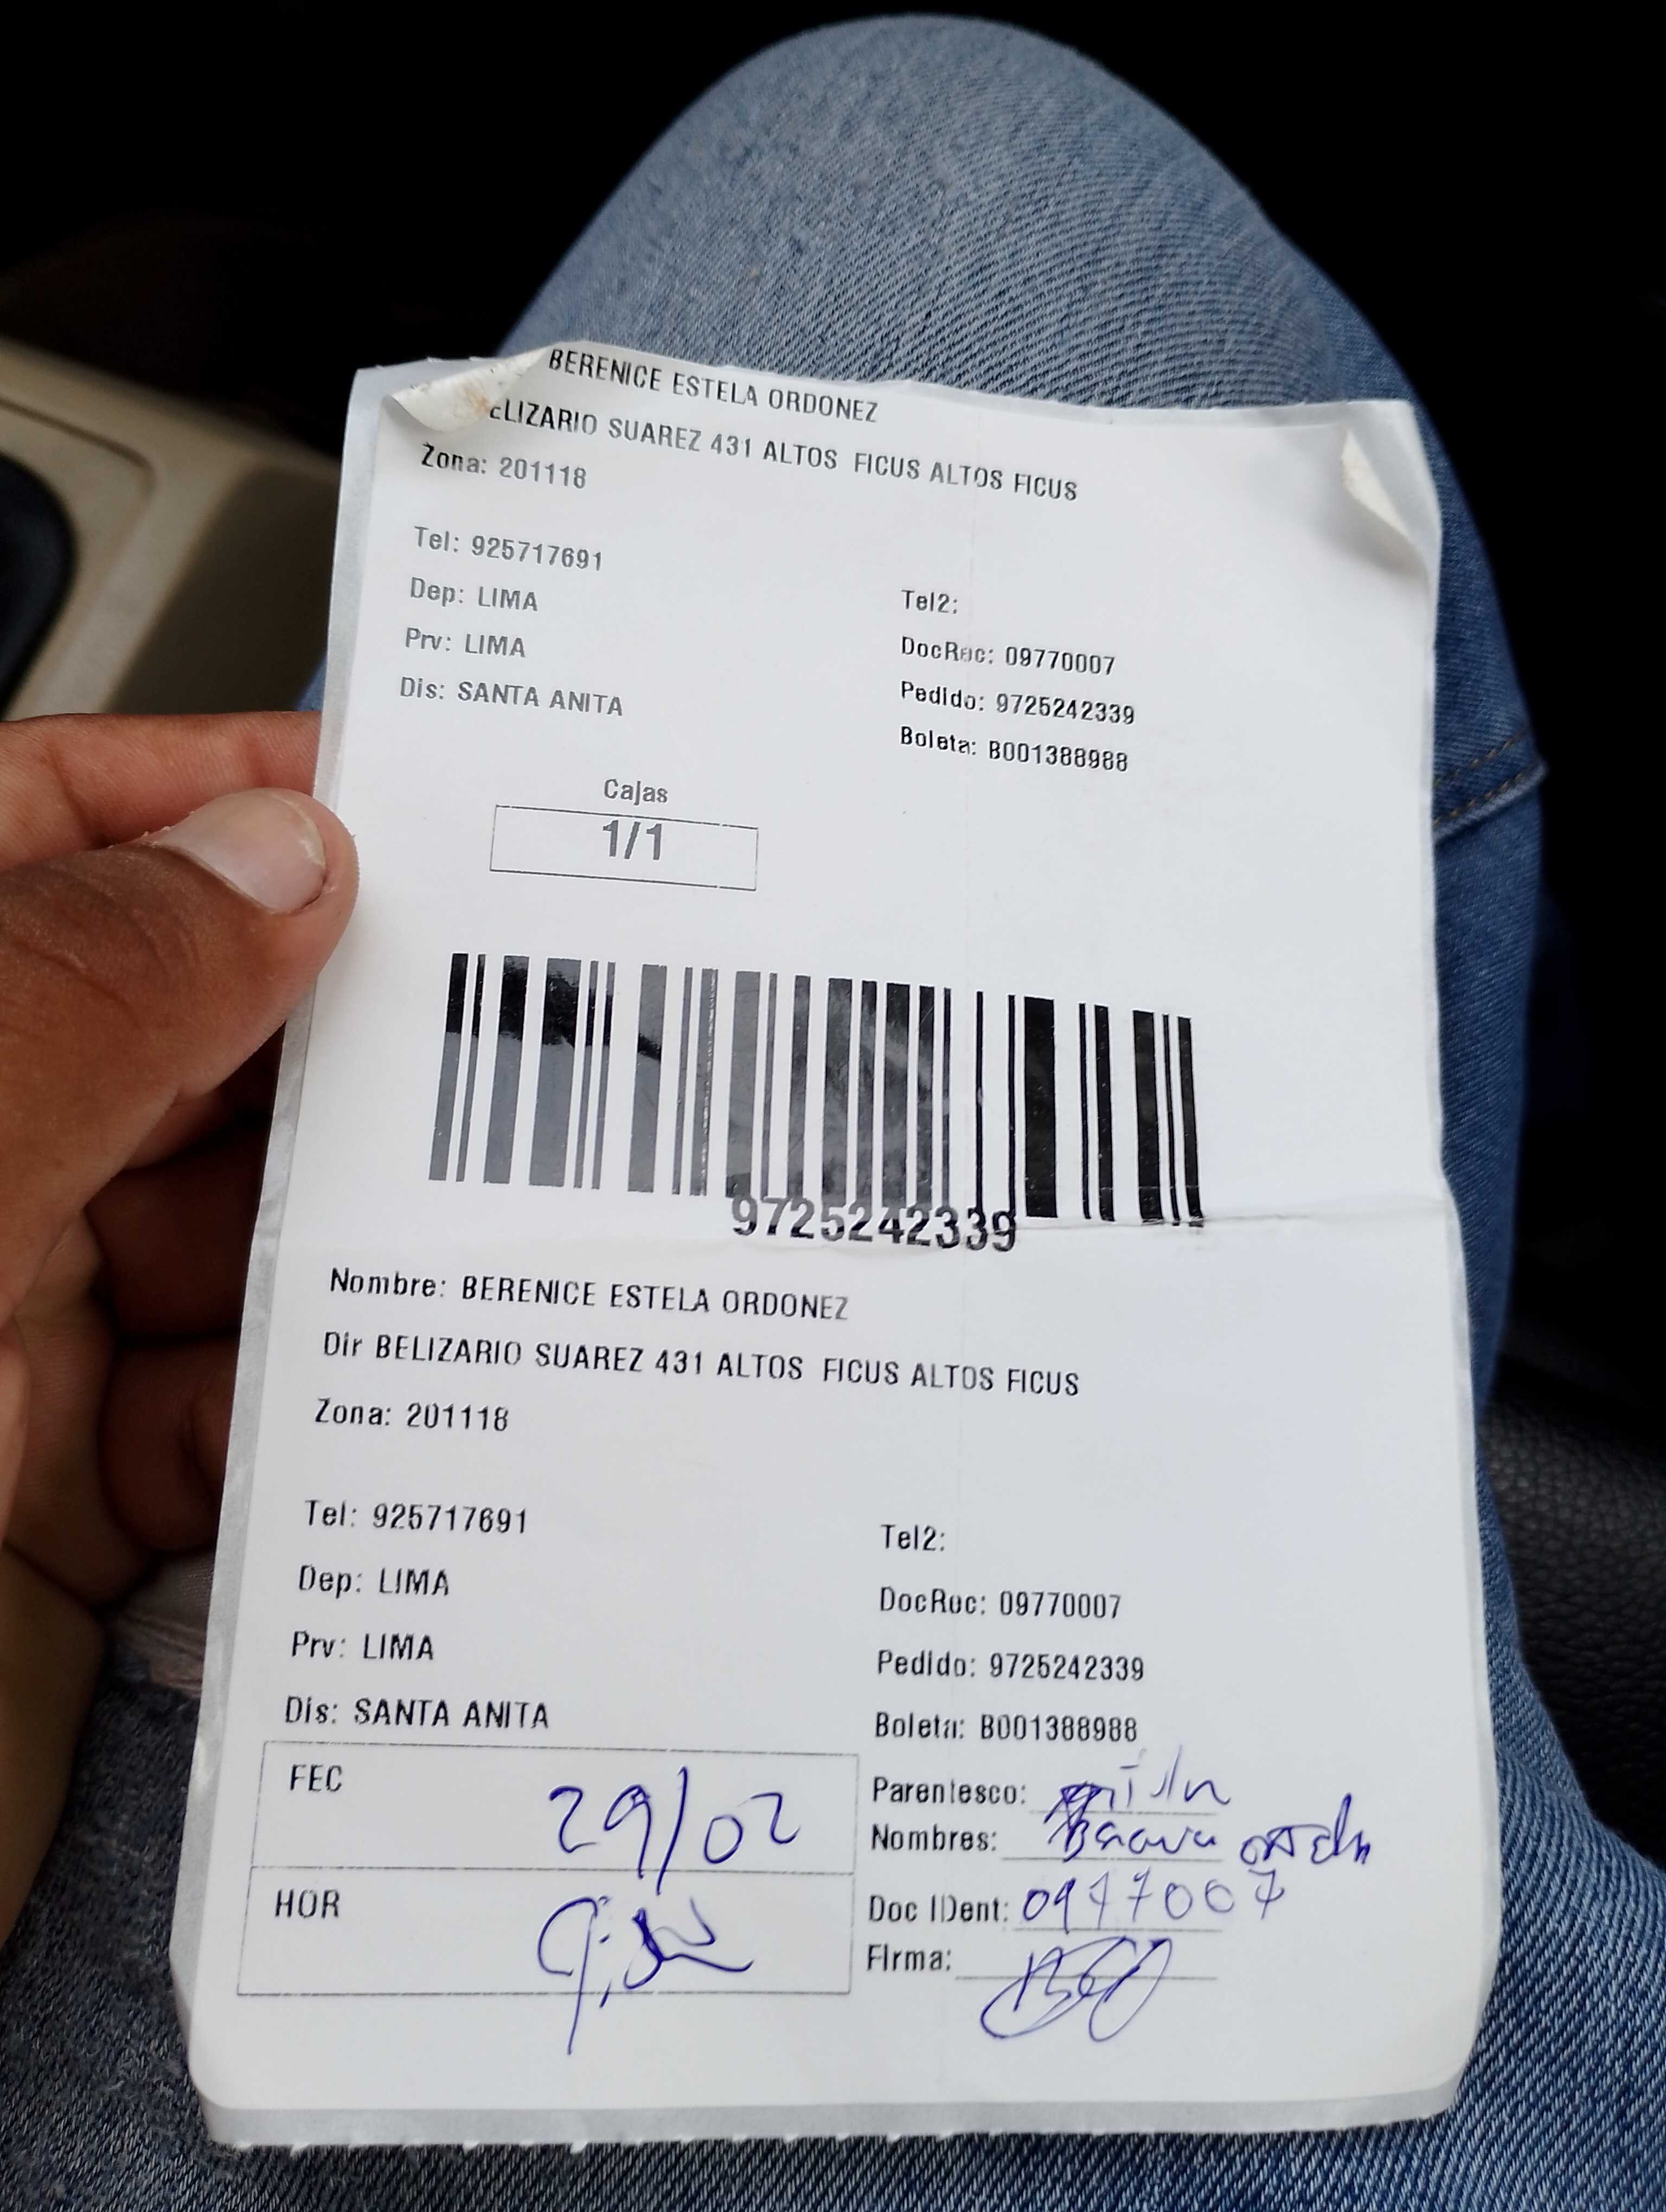 BERENICE ESTELA ORDONEZ
ELIZARIO SUAREZ 431 ALTOS FICUS ALTOS FICUS
Zona: 201118
Tel: 925717691
Tel2:
Dep: LIMA
DocRuc: 09770007
Prv: LIMA
Pedido: 9725242339
Dis: SANTA ANITA
Boleta: B001388988
Cajas
1/1
9725242339
Nombre: BERENICE ESTELA ORDONEZ
Dir BELIZARIO SUAREZ 431 ALTOS FICUS ALTOS FICUS
Zona: 201118
Tel: 925717691
Tel2:
Dep: LIMA
DocRuc: 09770007
Prv: LIMA
Pedido: 9725242339
Dis: SANTA ANITA
Boleta: B001388988
FEC 29/02
Parentesco:
Nombres:
HOR
Doc IDent: 0977007
Firma: